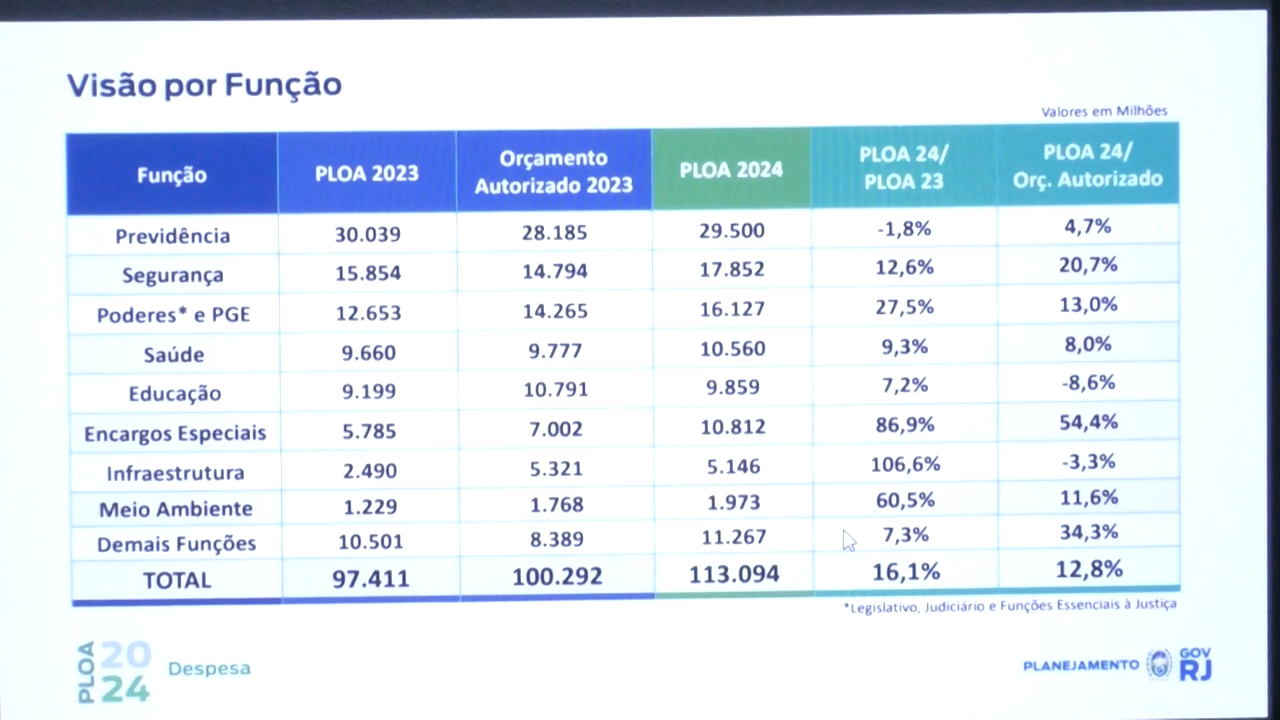 Visão por Função
Valores em Milhões
Função PLOA 2023 Orçamento Autorizado 2023 PLOA 2024 PLOA 24/ PLOA 23 PLOA 24/ Orç. Autorizado
Previdência 30.039 28.185 29.500 -1,8% 4,7%
Segurança 15.854 14.794 17.852 12,6% 20,7%
Poderes* e PGE 12.653 14.265 16.127 27,5% 13,0%
Saúde 9.660 9.777 10.560 9,3% 8,0%
Educação 9.199 10.791 9.859 7,2% -8,6%
Encargos Especiais 5.785 7.002 10.812 86,9% 54,4%
Infraestrutura 2.490 5.321 5.146 106,6% -3,3%
Meio Ambiente 1.229 1.768 1.973 60,5% 11,6%
Demais Funções 10.501 8.389 11.267 7,3% 34,3%
TOTAL 97.411 100.292 113.094 16,1% 12,8%
*Legislativo, Judiciário e Funções Essenciais à Justiça
PLOA 2024 Despesa
PLANEJAMENTO GOV RJ